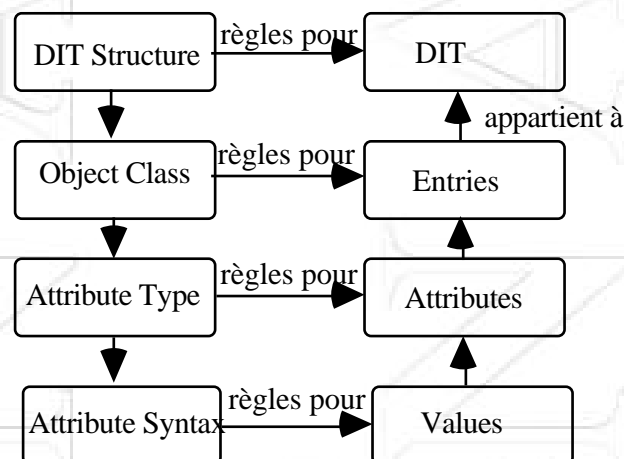 DIT Structure
règles pour
DIT
appartient à
Object Class
règles pour
Entries
Attribute Type
règles pour
Attributes
Attribute Syntax
règles pour
Values